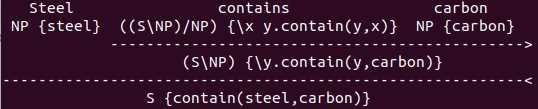 Steel contains carbon
NP {steel} ((S\NP)/NP) {\x y.contain(y,x)} NP {carbon}
---------------------------------------------------->
(S\NP) {\y.contain(y,carbon)}
------------------------------------------------------------------<
S {contain(steel,carbon)}